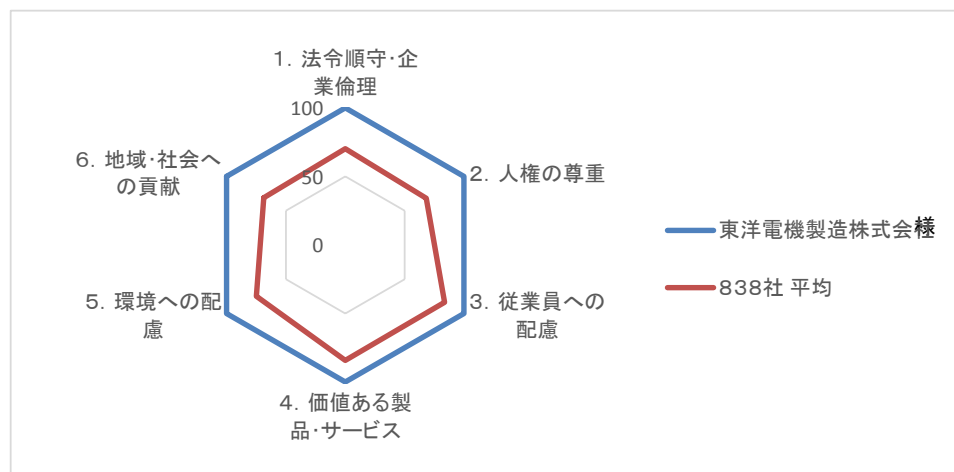 1．法令順守・企
業倫理
100
50
0
2．人権の尊重
3．従業員への
配慮
4．価値ある製
品・サービス
5．環境への配
慮
6．地域・社会へ
の貢献
東洋電機製造株式会様
838社 平均